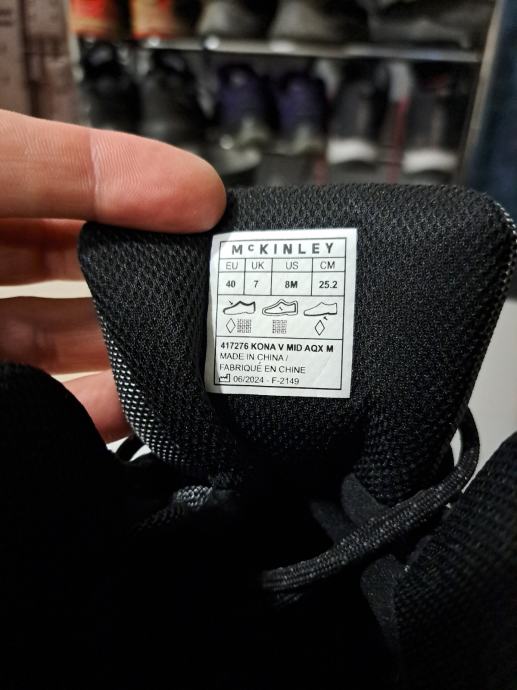 McKINLEY
EU UK US CM
40 7 8M 25.2
417276 KONA V MID AQX M
MADE IN CHINA /
FABRIQUÉ EN CHINE
06/2024 - F-2149